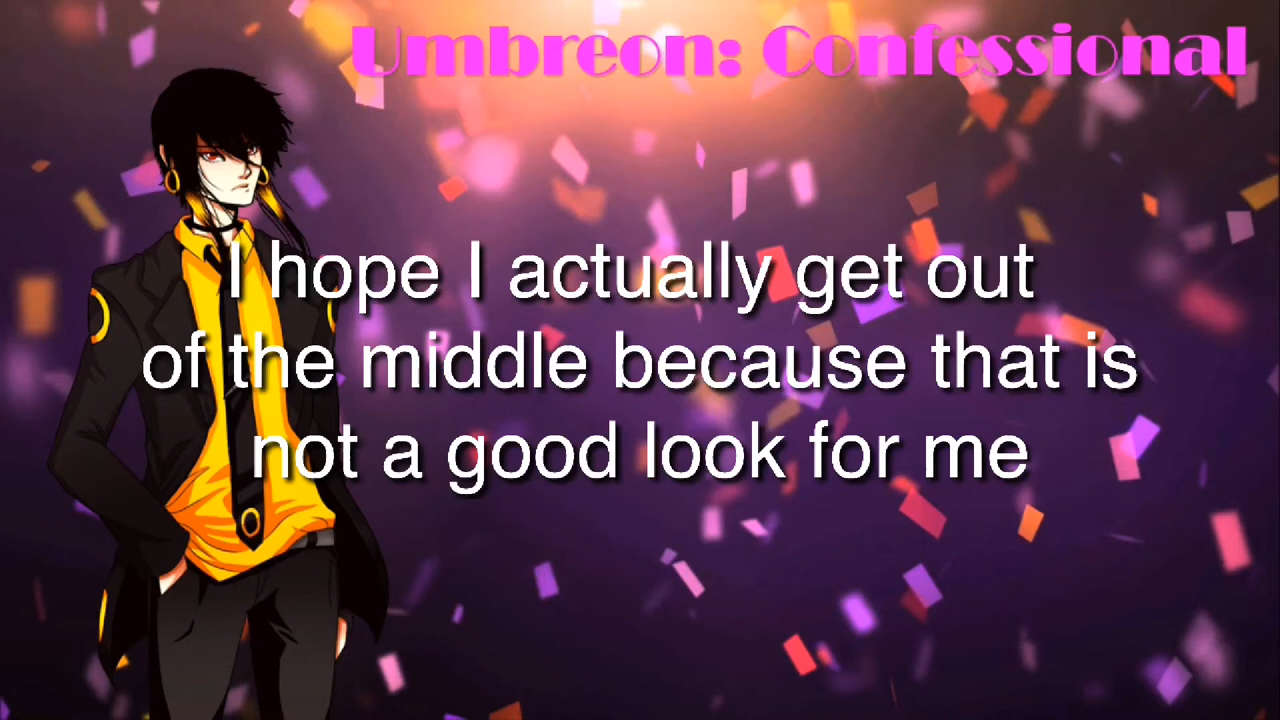 Umbreon: Confessional
I hope I actually get out
of the middle because that is
not a good look for me